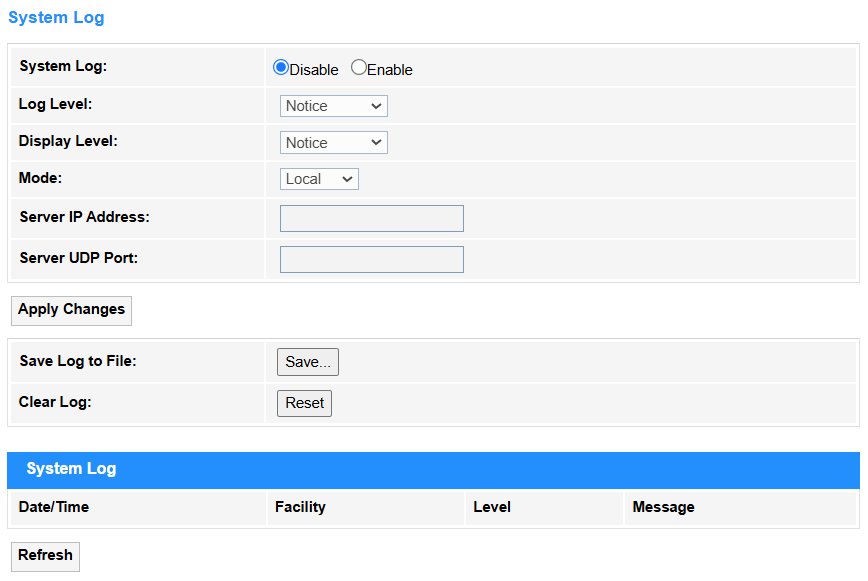 System Log
System Log: Disable Enable
Log Level: Notice
Display Level: Notice
Mode: Local
Server IP Address:
Server UDP Port:
Apply Changes
Save Log to File: Save...
Clear Log: Reset
System Log
Date/Time Facility Level Message
Refresh